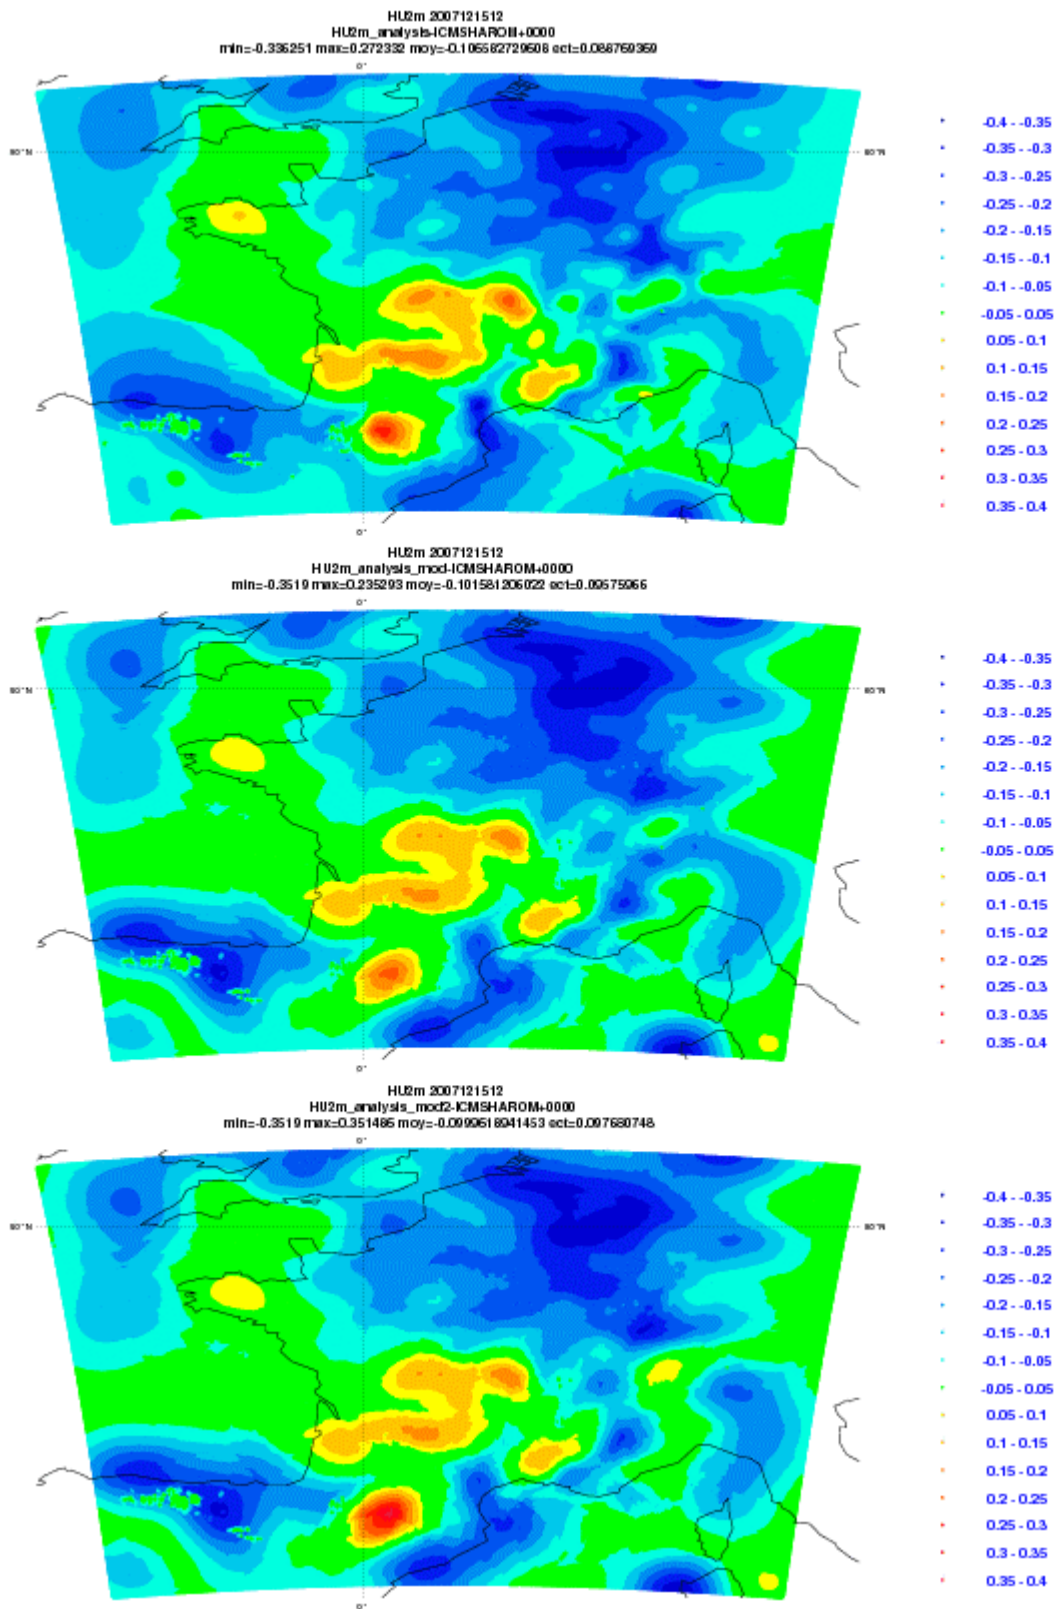 HU2m 2007121512
HU2m_analysis-ICMSHAROM+0000
min=-0.336251 max=0.272332 moy=-0.105582729508 ect=0.088769369
0°
50°N
50°N
0°
-0.4 - -0.35
-0.35 - -0.3
-0.3 - -0.25
-0.25 - -0.2
-0.2 - -0.15
-0.15 - -0.1
-0.1 - -0.05
-0.05 - 0.05
0.05 - 0.1
0.1 - 0.15
0.15 - 0.2
0.2 - 0.25
0.25 - 0.3
0.3 - 0.35
0.35 - 0.4
HU2m 2007121512
HU2m_analysis_mod-ICMSHAROM+0000
min=-0.3519 max=0.235293 moy=-0.101581206022 ect=0.09575966
0°
50°N
50°N
0°
-0.4 - -0.35
-0.35 - -0.3
-0.3 - -0.25
-0.25 - -0.2
-0.2 - -0.15
-0.15 - -0.1
-0.1 - -0.05
-0.05 - 0.05
0.05 - 0.1
0.1 - 0.15
0.15 - 0.2
0.2 - 0.25
0.25 - 0.3
0.3 - 0.35
0.35 - 0.4
HU2m 2007121512
HU2m_analysis_mod2-ICMSHAROM+0000
min=-0.3519 max=0.351486 moy=-0.0999618941453 ect=0.097680748
0°
50°N
50°N
0°
-0.4 - -0.35
-0.35 - -0.3
-0.3 - -0.25
-0.25 - -0.2
-0.2 - -0.15
-0.15 - -0.1
-0.1 - -0.05
-0.05 - 0.05
0.05 - 0.1
0.1 - 0.15
0.15 - 0.2
0.2 - 0.25
0.25 - 0.3
0.3 - 0.35
0.35 - 0.4